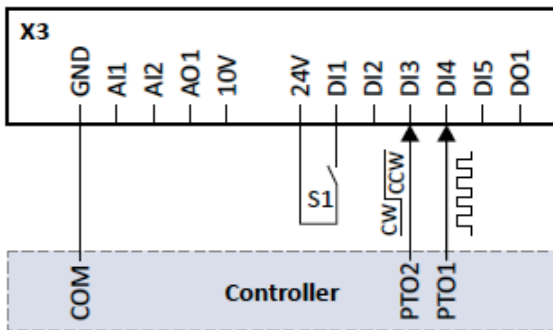 X3
GND AI1 AI2 AO1 10V 24V DI1 DI2 DI3 DI4 DI5 DO1
S1
CW CCW
COM Controller PTO2 PTO1